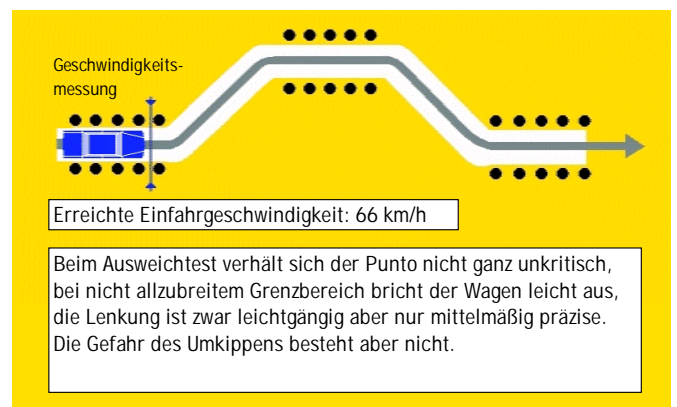 Geschwindigkeits-
messung
Erreichte Einfahrgeschwindigkeit: 66 km/h
Beim Ausweichtest verhält sich der Punto nicht ganz unkritisch,
bei nicht allzubreitem Grenzbereich bricht der Wagen leicht aus,
die Lenkung ist zwar leichtgängig aber nur mittelmäßig präzise.
Die Gefahr des Umkippens besteht aber nicht.